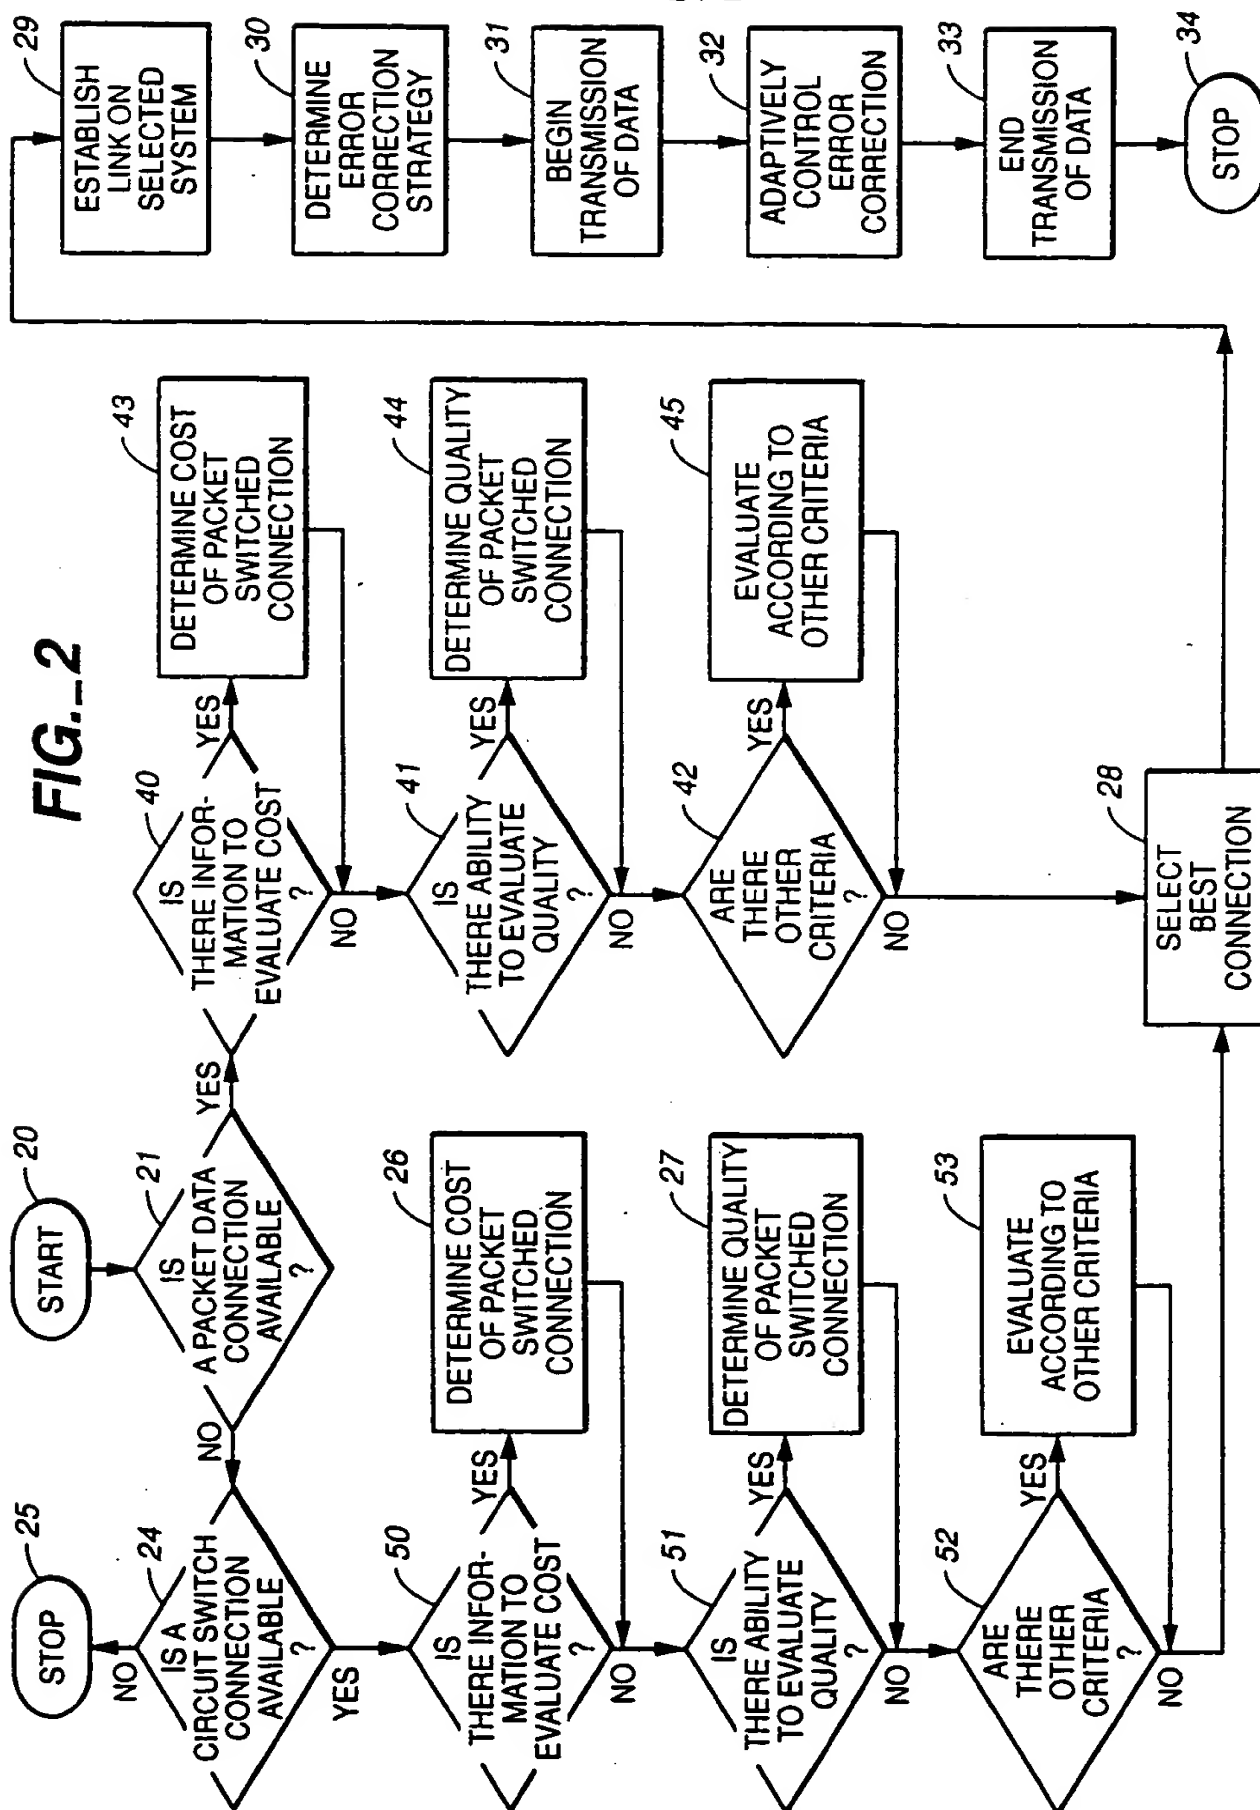 FIG._2
20
START
21
IS
A PACKET DATA
CONNECTION
AVAILABLE
?
NO
YES
25
STOP
NO
24
IS A
CIRCUIT SWITCH
CONNECTION
AVAILABLE
?
YES
50
IS
THERE INFOR-
MATION TO
EVALUATE COST
?
YES
NO
26
DETERMINE COST
OF PACKET
SWITCHED
CONNECTION
51
IS
THERE ABILITY
TO EVALUATE
QUALITY
?
YES
NO
27
DETERMINE QUALITY
OF PACKET
SWITCHED
CONNECTION
52
ARE
THERE
OTHER
CRITERIA
?
YES
NO
53
EVALUATE
ACCORDING TO
OTHER CRITERIA
40
IS
THERE INFOR-
MATION TO
EVALUATE COST
?
YES
NO
43
DETERMINE COST
OF PACKET
SWITCHED
CONNECTION
41
IS
THERE ABILITY
TO EVALUATE
QUALITY
?
YES
NO
44
DETERMINE QUALITY
OF PACKET
SWITCHED
CONNECTION
42
ARE
THERE
OTHER
CRITERIA
?
YES
NO
45
EVALUATE
ACCORDING TO
OTHER CRITERIA
28
SELECT
BEST
CONNECTION
29
ESTABLISH
LINK ON
SELECTED
SYSTEM
30
DETERMINE
ERROR
CORRECTION
STRATEGY
31
BEGIN
TRANSMISSION
OF DATA
32
ADAPTIVELY
CONTROL
ERROR
CORRECTION
33
END
TRANSMISSION
OF DATA
34
STOP